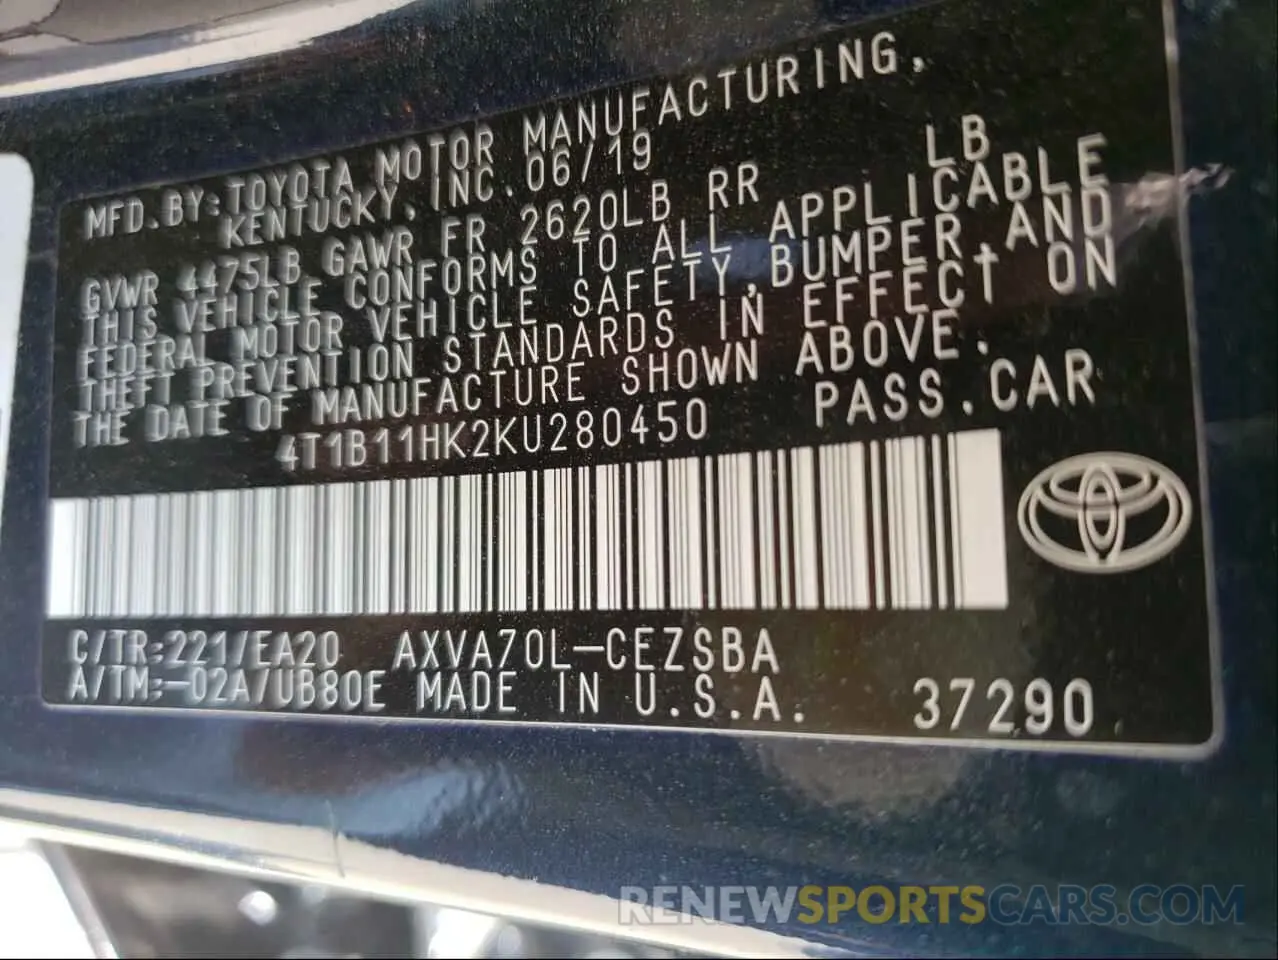 MFD. BY: TOYOTA MOTOR MANUFACTURING,
KENTUCKY, INC. 06/19
GVWR 4475LB GAWR FR 2620LB RR LB
THIS VEHICLE CONFORMS TO ALL APPLICABLE
FEDERAL MOTOR VEHICLE SAFETY, BUMPER, AND
THEFT PREVENTION STANDARDS IN EFFECT ON
THE DATE OF MANUFACTURE SHOWN ABOVE.
4T1B11HK2KU280450 PASS. CAR
C/TR:221/EA20 AXVA70L-CEZSBA
A/TM:-02A/UB80E MADE IN U.S.A. 37290
RENEWSPORTSCARS.COM